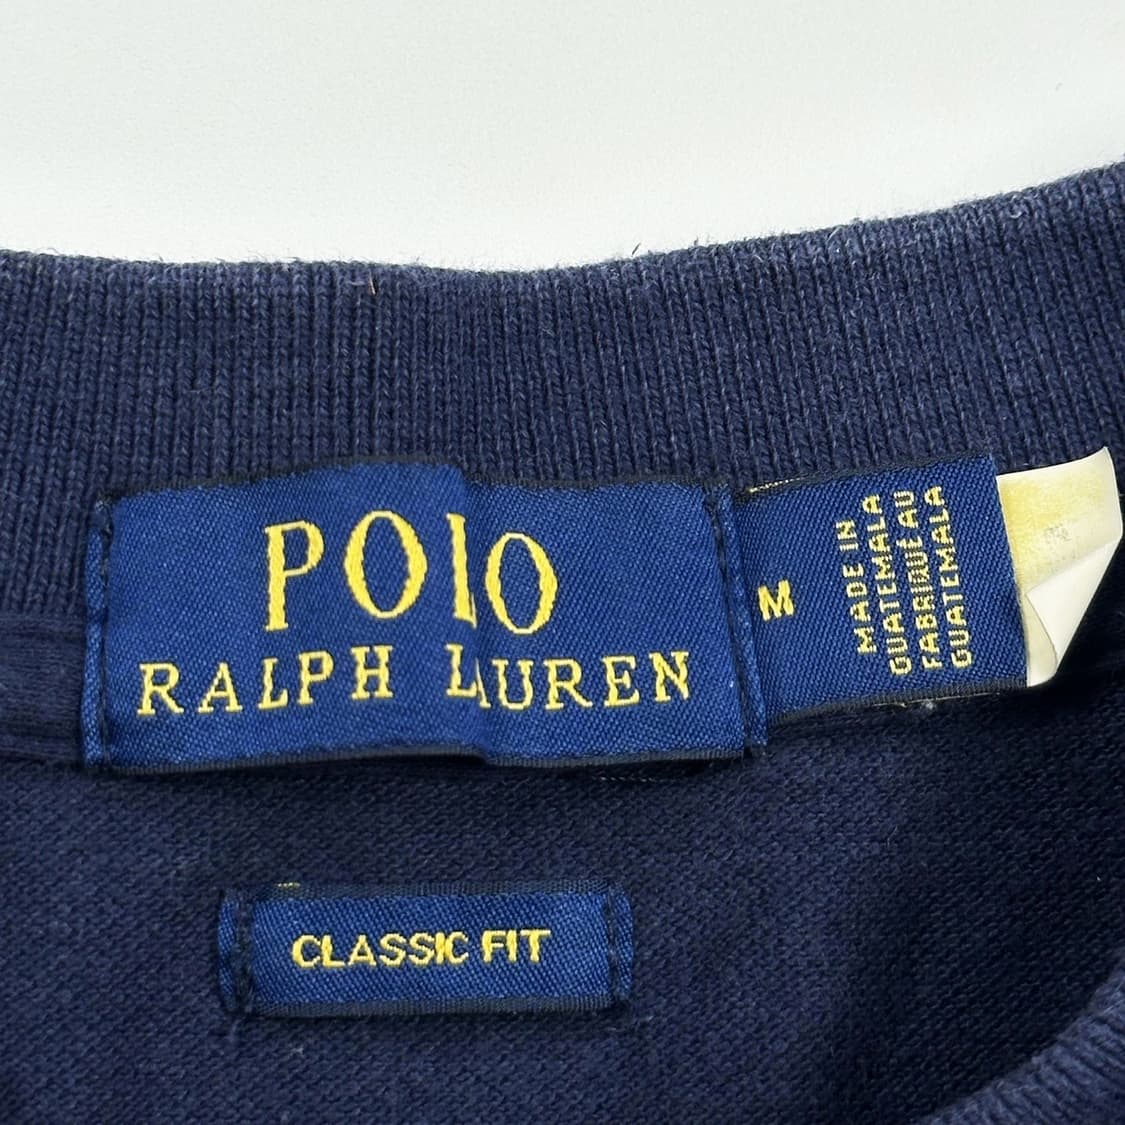 POLO
RALPH LAUREN
M
MADE IN
GUATEMALA
FABRIQUÉ AU
GUATEMALA
CLASSIC FIT